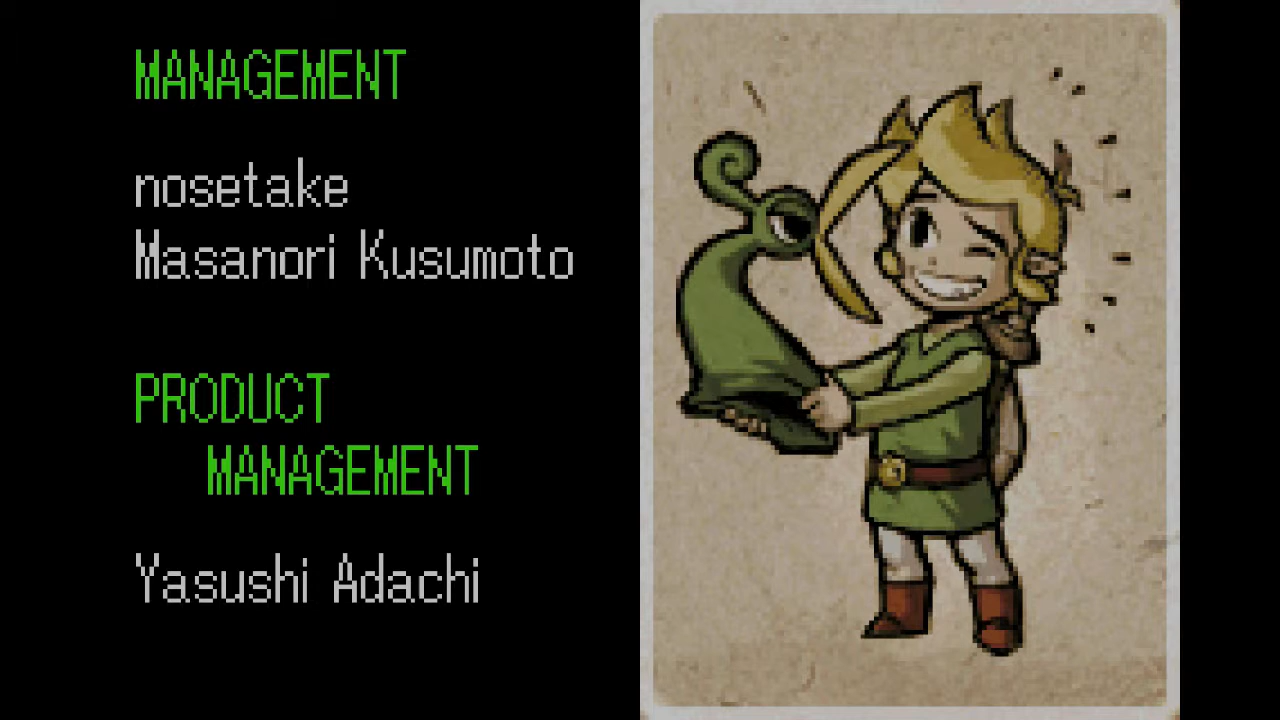 MANAGEMENT
nosetake
Masanori Kusumoto
PRODUCT
MANAGEMENT
Yasushi Adachi